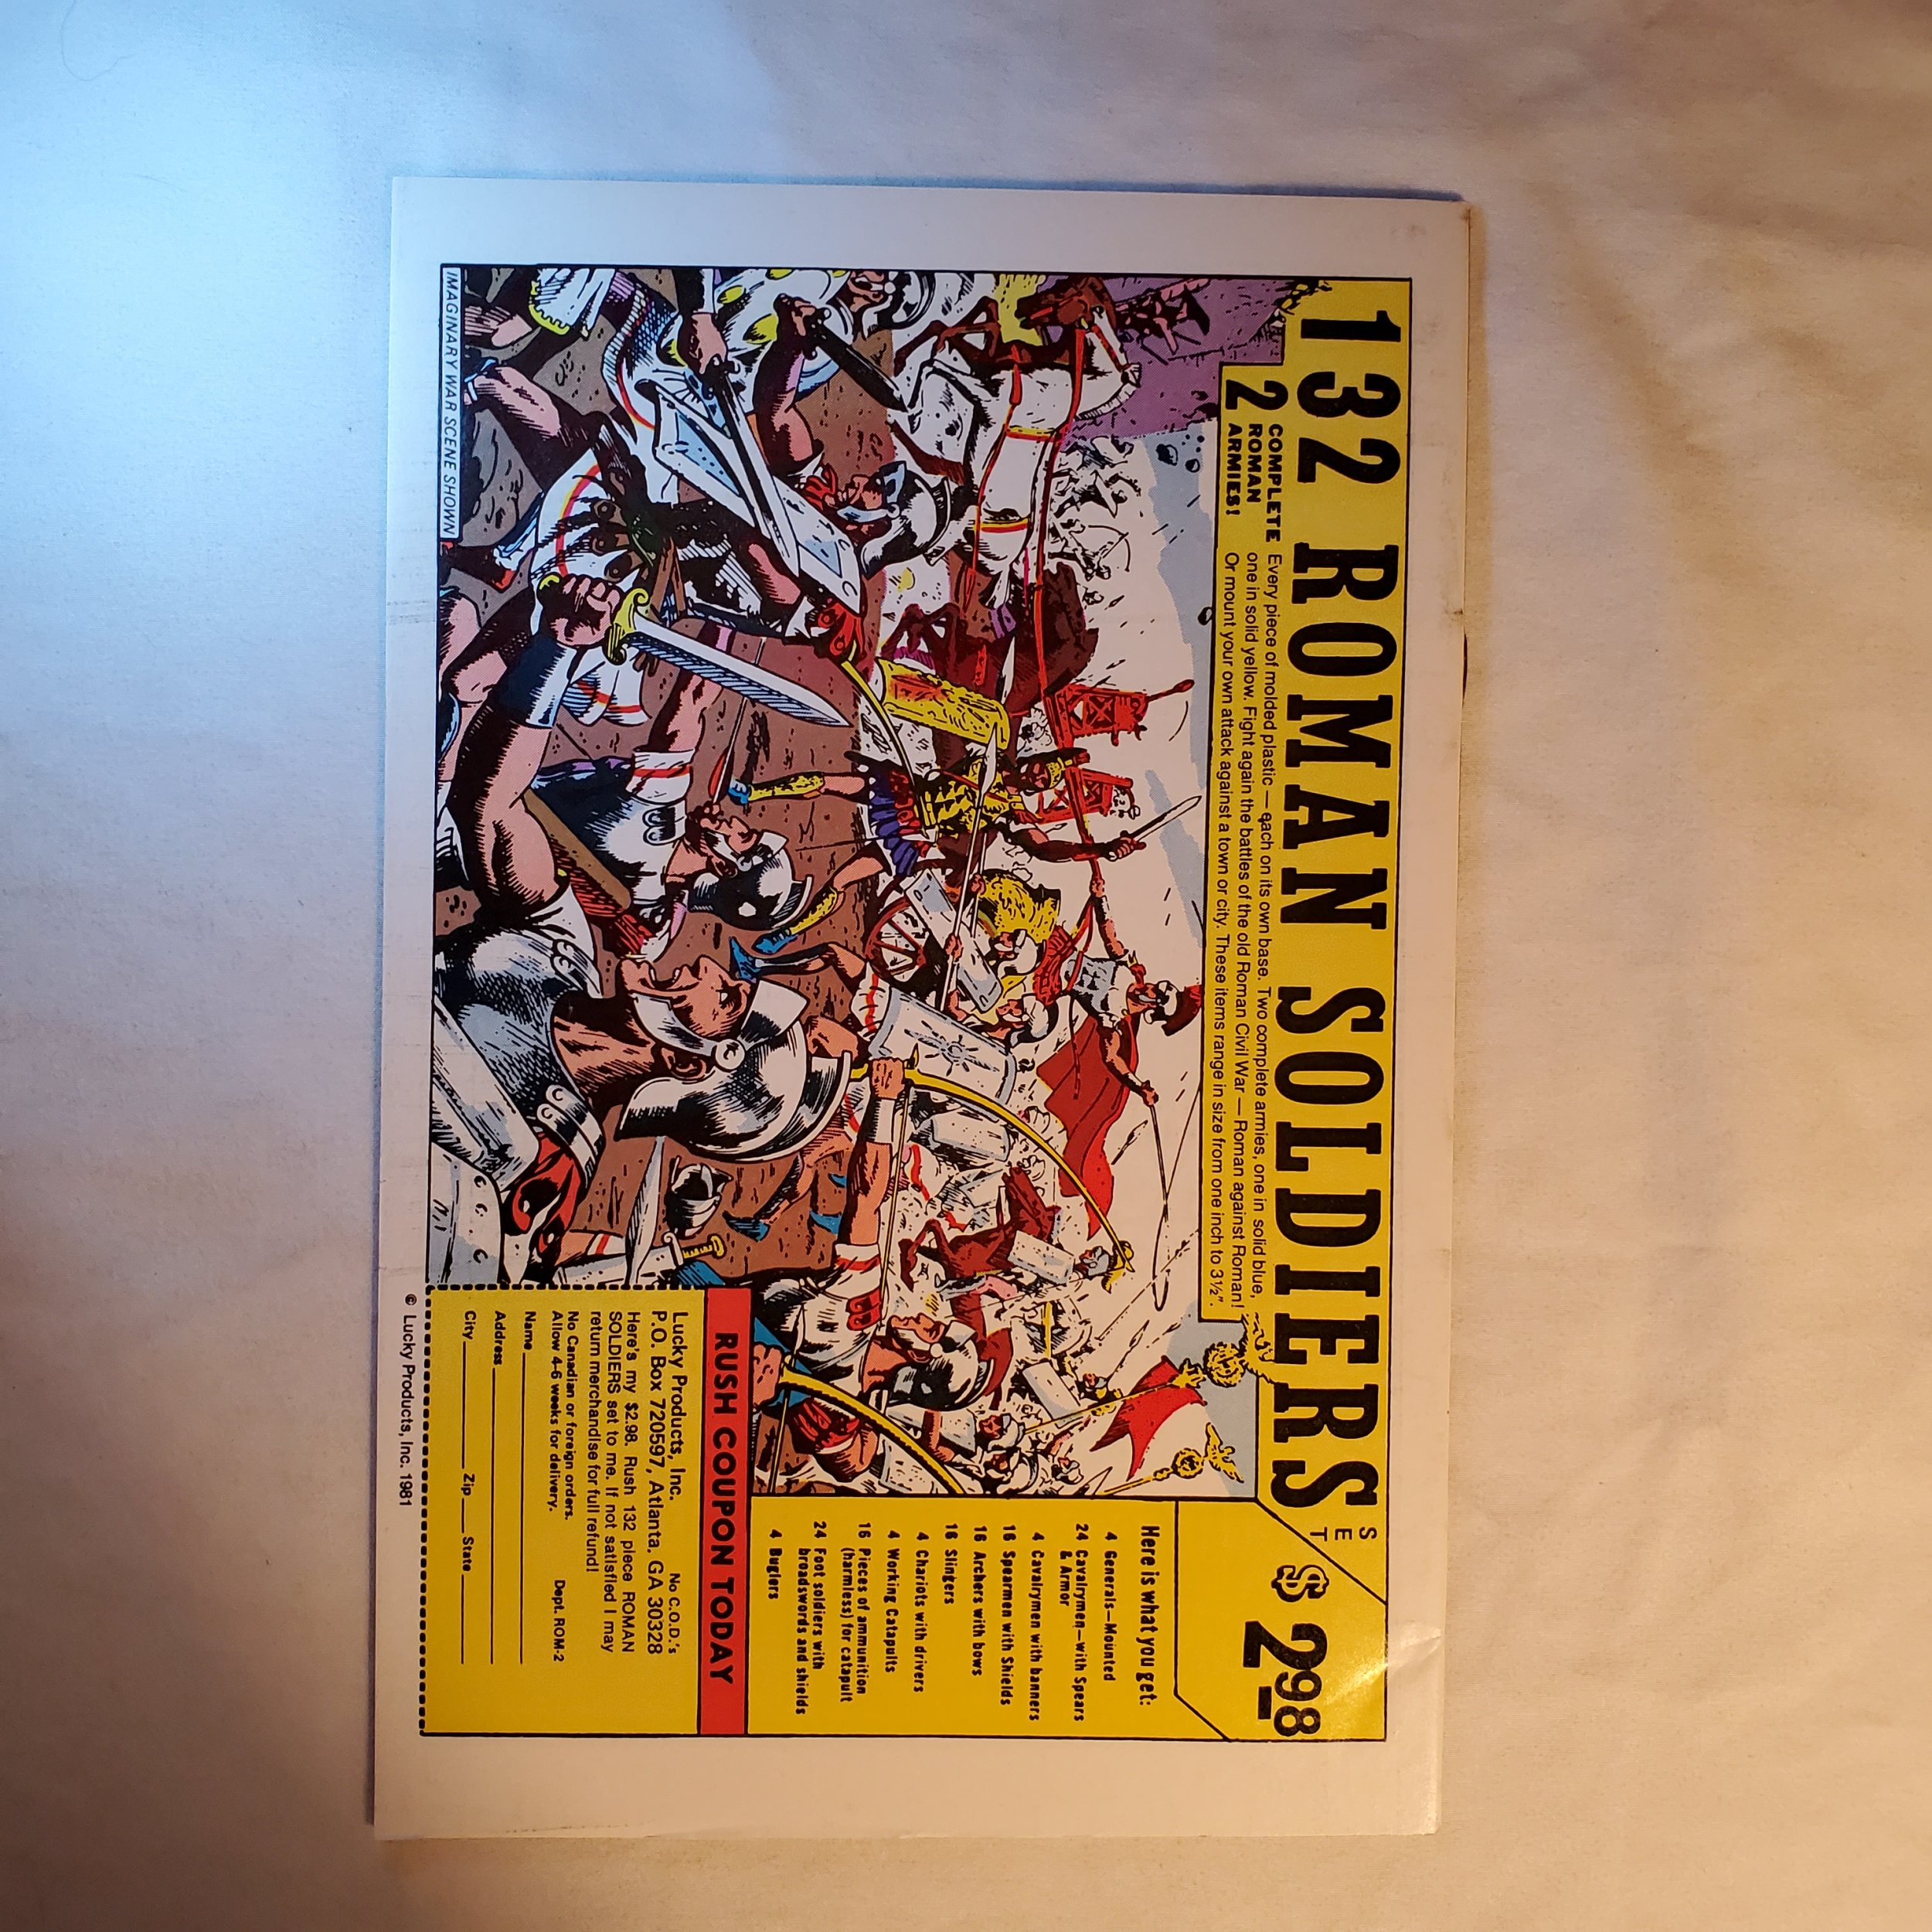 132 ROMAN SOLDIERS SET $2.98
2 COMPLETE ROMAN ARMIES!
Every piece of molded plastic — each on its own base. Two complete armies, one in solid blue,
one in solid yellow. Fight again the battles of the old Roman Civil War — Roman against Roman!
Or mount your own attack against a town or city. These items range in size from one inch to 3½".
Here is what you get:
4 Generals—Mounted
24 Cavalrymen—with Spears
& Armor
4 Cavalrymen with banners
16 Spearmen with Shields
16 Archers with bows
16 Slingers
4 Chariots with drivers
4 Working Catapults
16 Pieces of ammunition
(harmless) for catapult
24 Foot soldiers with
broadswords and shields
4 Buglers
IMAGINARY WAR SCENE SHOWN
RUSH COUPON TODAY
Lucky Products, Inc. No C.O.D.'s
P.O. Box 720597, Atlanta, GA 30328
Here's my $2.98. Rush 132 piece ROMAN
SOLDIERS set to me. If not satisfied I may
return merchandise for full refund!
No Canadian or foreign orders.
Allow 4-6 weeks for delivery. Dept. ROM-2
Name
Address
City Zip State
© Lucky Products, Inc. 1981